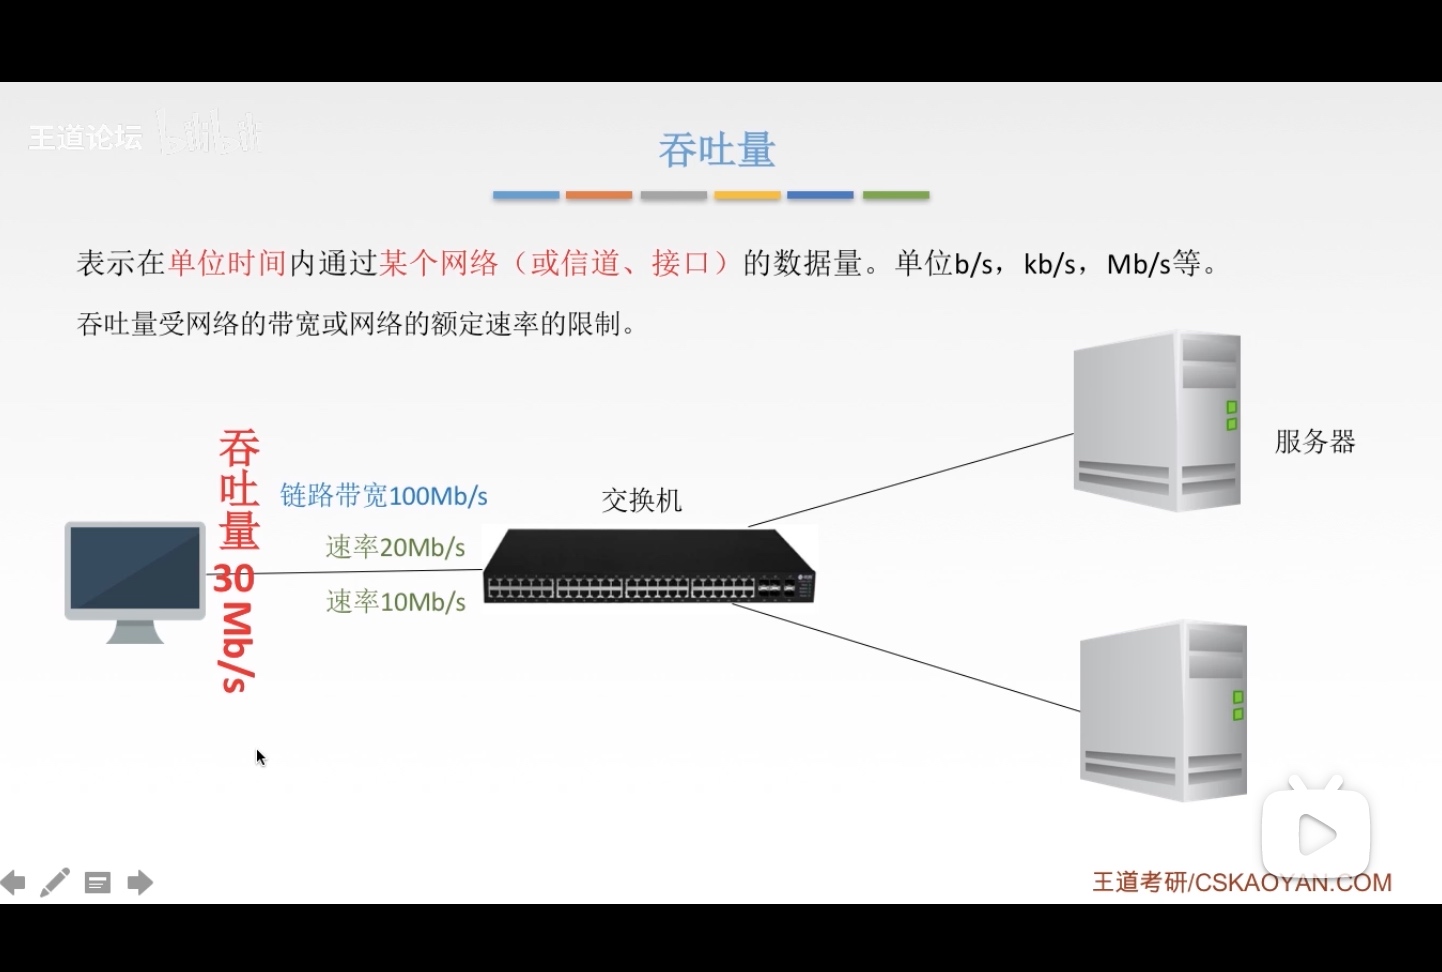 王道论坛 bilibili
吞吐量
表示在单位时间内通过某个网络（或信道、接口）的数据量。单位b/s，kb/s，Mb/s等。
吞吐量受网络的带宽或网络的额定速率的限制。
吞吐量30Mb/s
链路带宽100Mb/s
速率20Mb/s
速率10Mb/s
交换机
服务器
王道考研/CSKAOYAN.COM